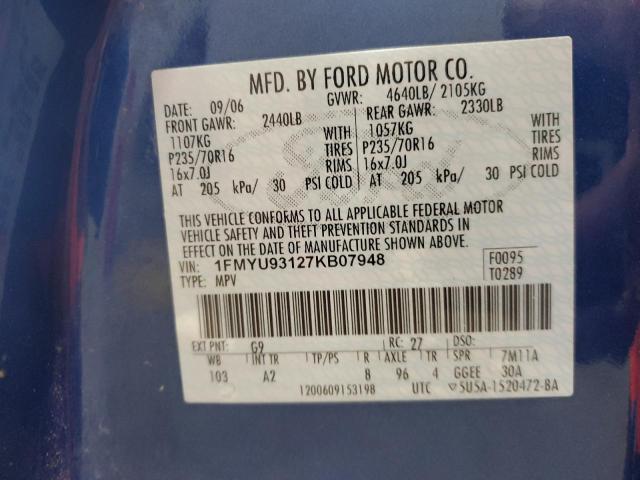 MFD. BY FORD MOTOR CO.
DATE: 09/06 GVWR: 4640LB/ 2105KG
FRONT GAWR: 2440LB REAR GAWR: 2330LB
1107KG WITH 1057KG WITH
P235/70R16 TIRES P235/70R16 TIRES
16x7.0J RIMS 16x7.0J RIMS
AT 205 kPa/ 30 PSI COLD AT 205 kPa/ 30 PSI COLD
THIS VEHICLE CONFORMS TO ALL APPLICABLE FEDERAL MOTOR
VEHICLE SAFETY AND THEFT PREVENTION STANDARDS IN
EFFECT ON THE DATE OF MANUFACTURE SHOWN ABOVE.
VIN: 1FMYU93127KB07948 F0095
TYPE: MPV T0289
EXT PNT: G9 RC: 27 DSO:
WB INT TR TP/PS R AXLE TR SPR 7M11A
103 A2 8 96 4 GGEE 30A
1200609153198 UTC 5U5A-1520472-BA
Ford